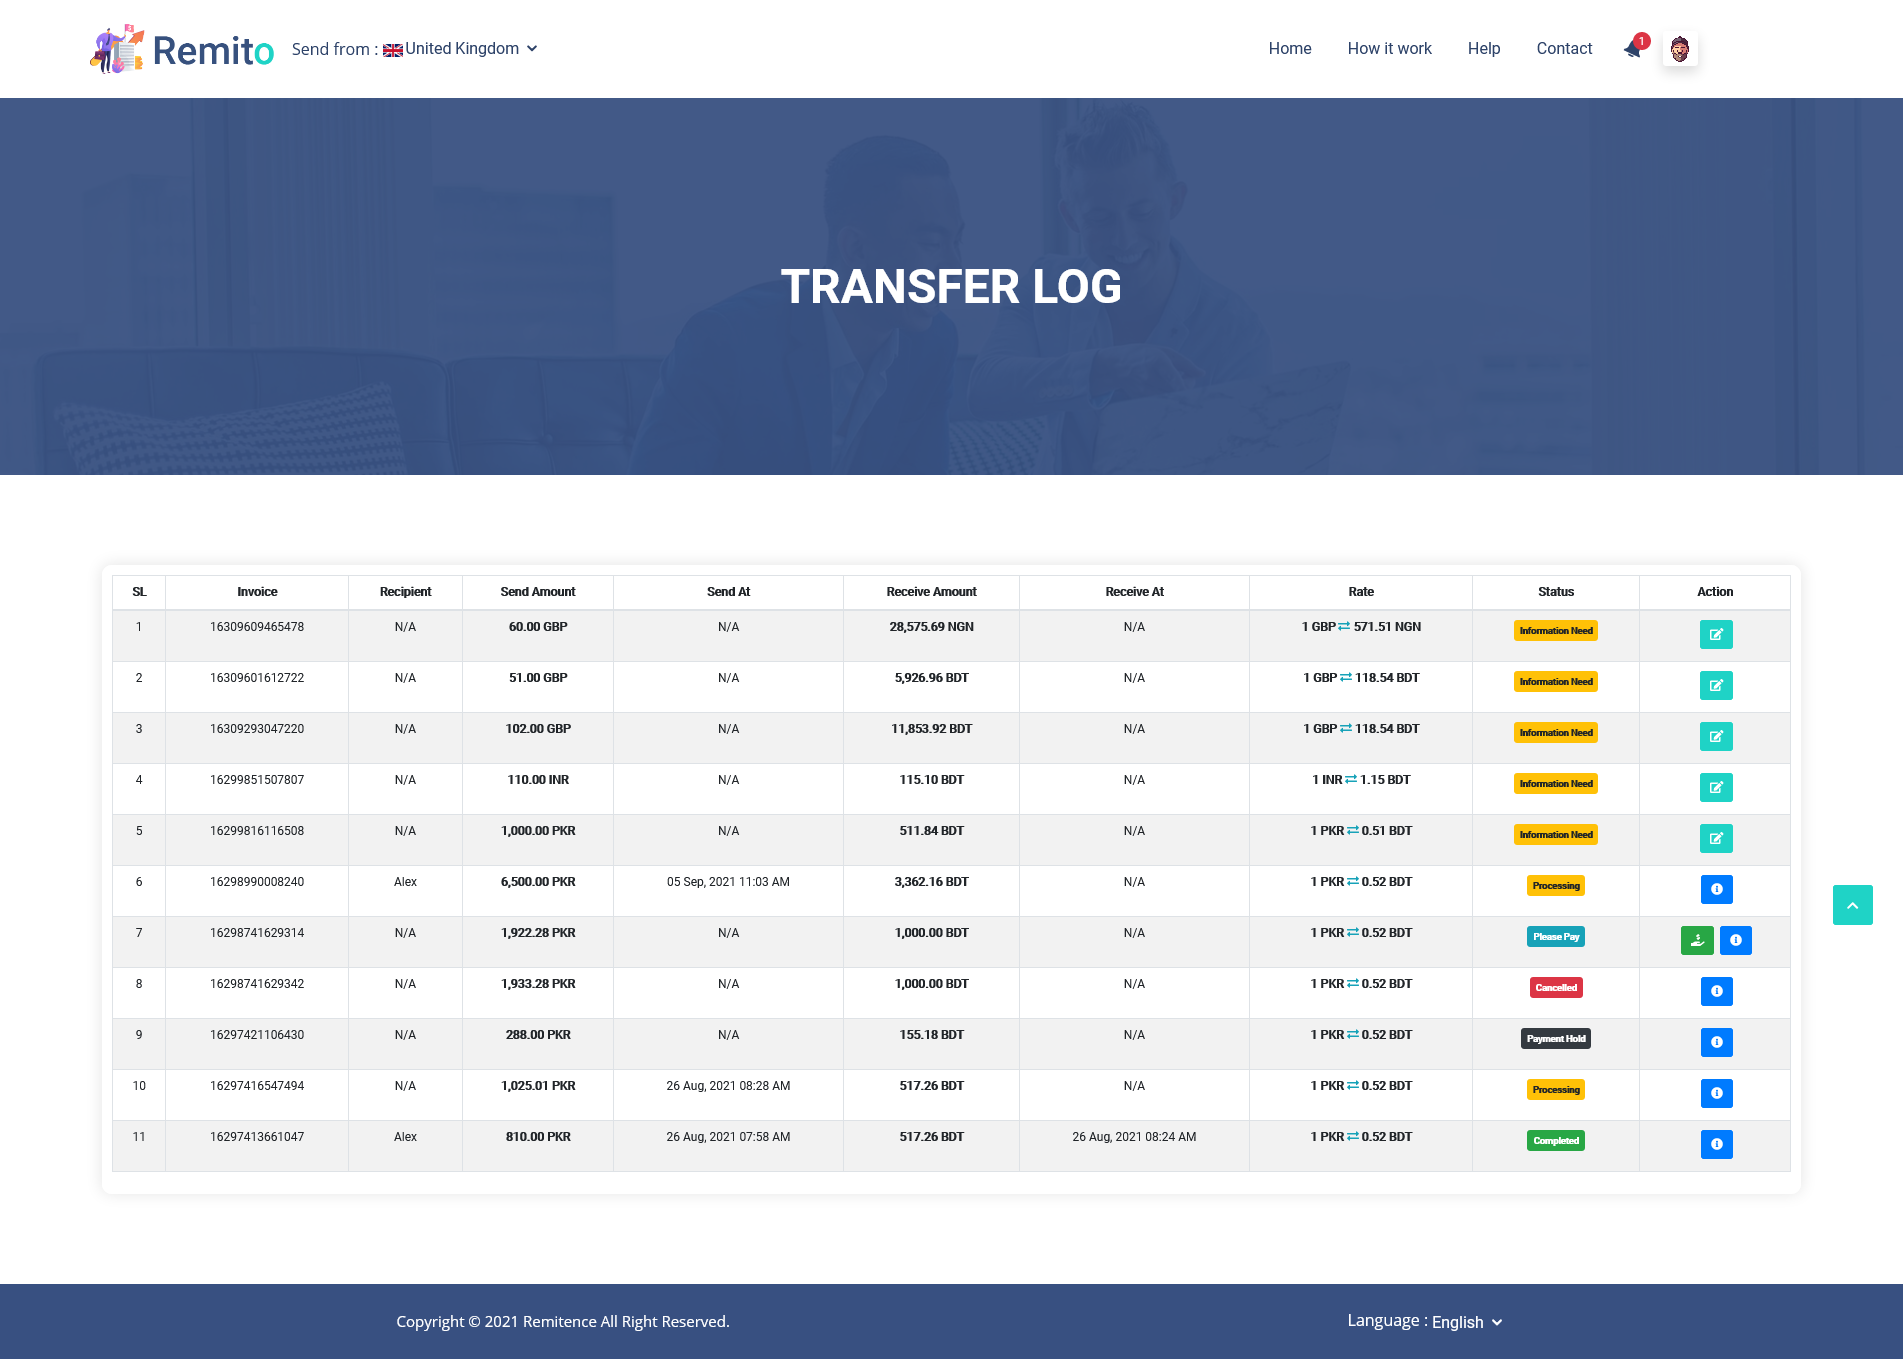 Remito Send from : United Kingdom Home How it work Help Contact 1
TRANSFER LOG
SL Invoice Recipient Send Amount Send At Receive Amount Receive At Rate Status Action
1 16309609465478 N/A 60.00 GBP N/A 28,575.69 NGN N/A 1 GBP ⇄ 571.51 NGN Information Need
2 16309601612722 N/A 51.00 GBP N/A 5,926.96 BDT N/A 1 GBP ⇄ 118.54 BDT Information Need
3 16309293047220 N/A 102.00 GBP N/A 11,853.92 BDT N/A 1 GBP ⇄ 118.54 BDT Information Need
4 16299851507807 N/A 110.00 INR N/A 115.10 BDT N/A 1 INR ⇄ 1.15 BDT Information Need
5 16299816116508 N/A 1,000.00 PKR N/A 511.84 BDT N/A 1 PKR ⇄ 0.51 BDT Information Need
6 16298990008240 Alex 6,500.00 PKR 05 Sep, 2021 11:03 AM 3,362.16 BDT N/A 1 PKR ⇄ 0.52 BDT Processing
7 16298741629314 N/A 1,922.28 PKR N/A 1,000.00 BDT N/A 1 PKR ⇄ 0.52 BDT Please Pay
8 16298741629342 N/A 1,933.28 PKR N/A 1,000.00 BDT N/A 1 PKR ⇄ 0.52 BDT Cancelled
9 16297421106430 N/A 288.00 PKR N/A 155.18 BDT N/A 1 PKR ⇄ 0.52 BDT Payment Hold
10 16297416547494 N/A 1,025.01 PKR 26 Aug, 2021 08:28 AM 517.26 BDT N/A 1 PKR ⇄ 0.52 BDT Processing
11 16297413661047 Alex 810.00 PKR 26 Aug, 2021 07:58 AM 517.26 BDT 26 Aug, 2021 08:24 AM 1 PKR ⇄ 0.52 BDT Completed
Copyright © 2021 Remitence All Right Reserved. Language : English